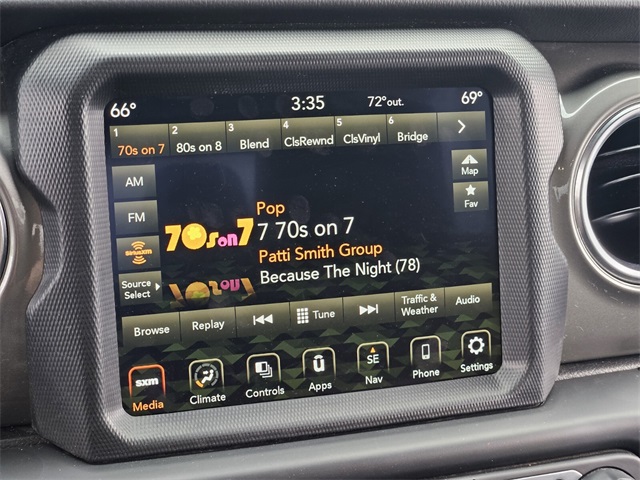 66° 3:35 72°out. 69°
1 2 3 4 5 6
70s on 7 80s on 8 Blend ClsRewnd ClsVinyl Bridge
AM
Map
FM
Fav
Pop
70s on 7
7 70s on 7
SiriusXM
Patti Smith Group
Source
Select
Because The Night (78)
Browse Replay Tune Traffic &
Weather
Audio
sxm U SE
Media Climate Controls Apps Nav Phone Settings